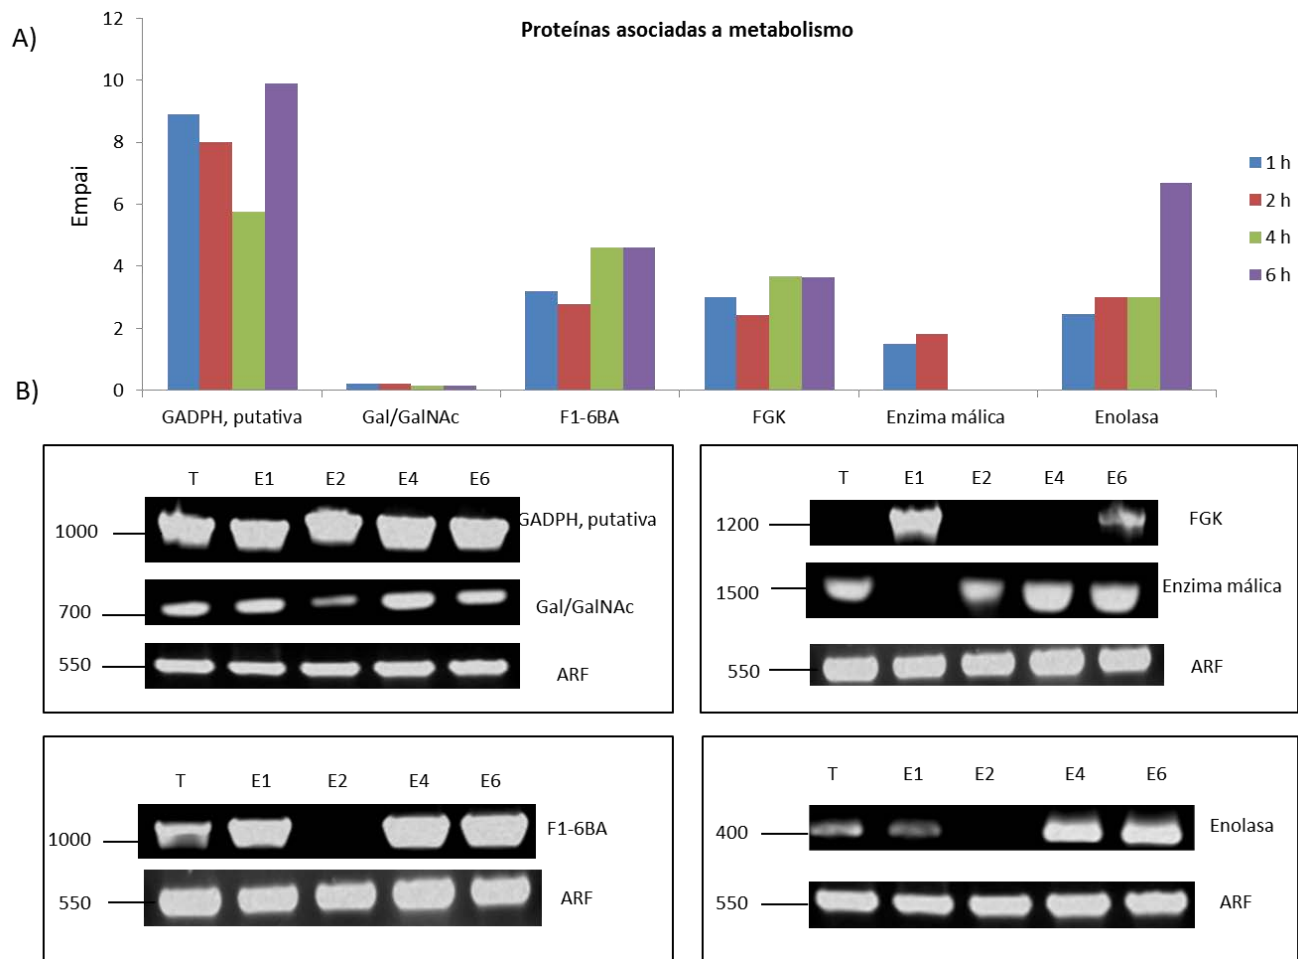 A)
Proteínas asociadas a metabolismo
12
10
8
6
4
2
0
Empai
1 h
2 h
4 h
6 h
GADPH, putativa
Gal/GalNAc
F1-6BA
FGK
Enzima málica
Enolasa
B)
T E1 E2 E4 E6
1000 GADPH, putativa
700 Gal/GalNAc
550 ARF
T E1 E2 E4 E6
1200 FGK
1500 Enzima málica
550 ARF
T E1 E2 E4 E6
1000 F1-6BA
550 ARF
T E1 E2 E4 E6
400 Enolasa
550 ARF